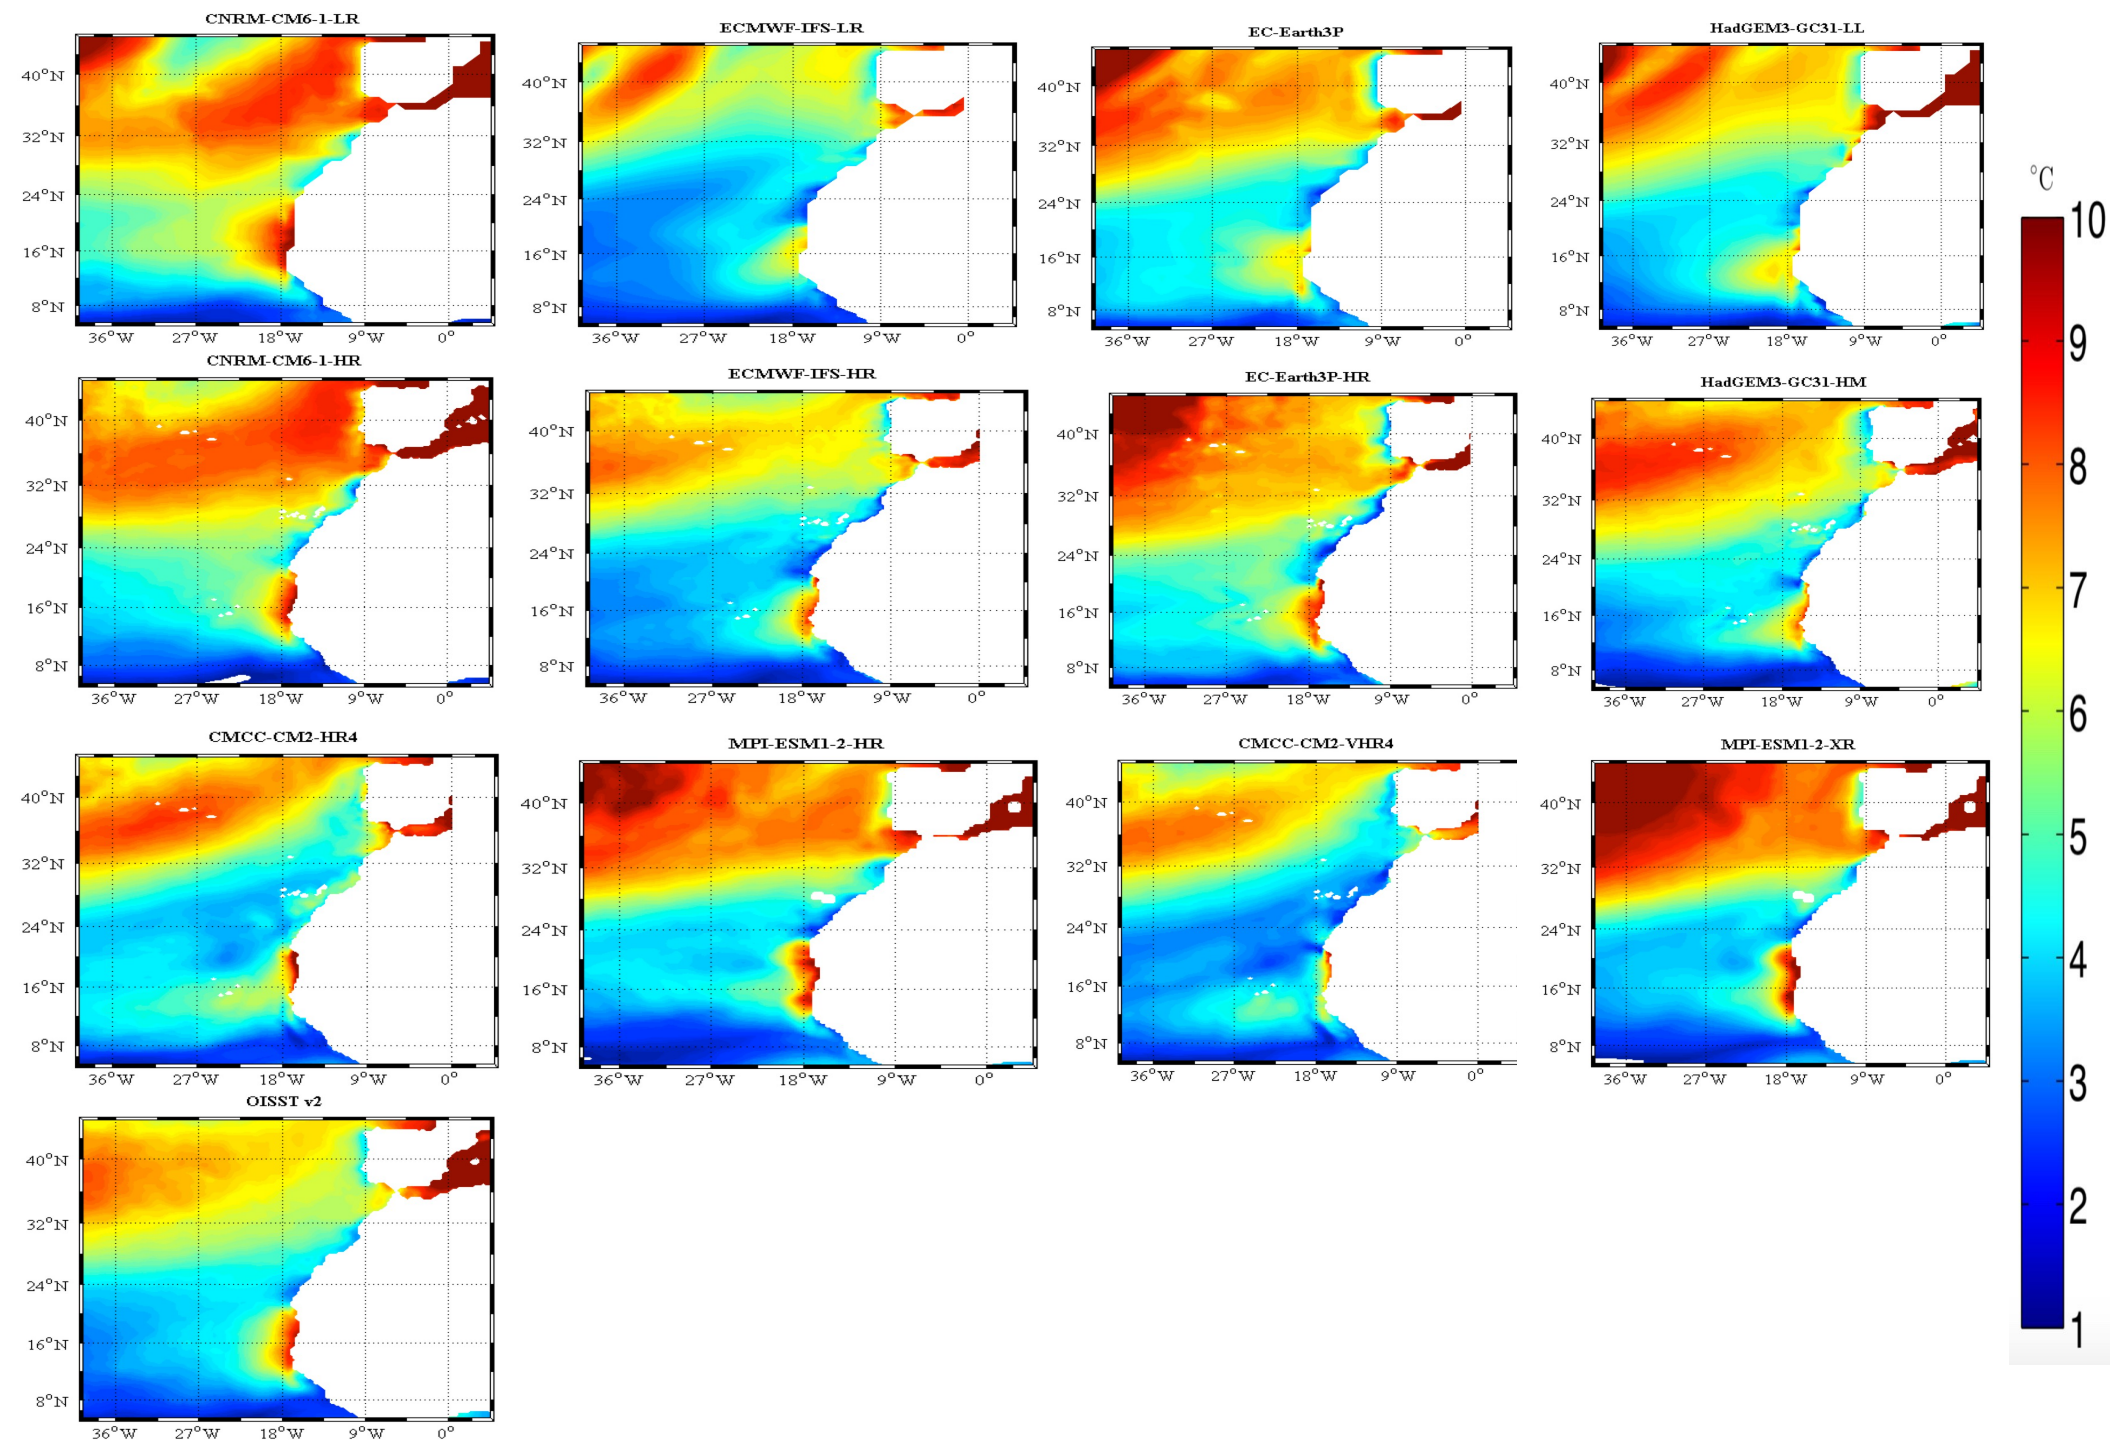 CNRM-CM6-1-LR
ECMWF-IFS-LR
EC-Earth3P
HadGEM3-GC31-LL
40°N
32°N
24°N
16°N
8°N
36°W 27°W 18°W 9°W 0°
40°N
32°N
24°N
16°N
8°N
36°W 27°W 18°W 9°W 0°
40°N
32°N
24°N
16°N
8°N
36°W 27°W 18°W 9°W 0°
40°N
32°N
24°N
16°N
8°N
36°W 27°W 18°W 9°W 0°
CNRM-CM6-1-HR
ECMWF-IFS-HR
EC-Earth3P-HR
HadGEM3-GC31-HM
40°N
32°N
24°N
16°N
8°N
36°W 27°W 18°W 9°W 0°
40°N
32°N
24°N
16°N
8°N
36°W 27°W 18°W 9°W 0°
40°N
32°N
24°N
16°N
8°N
36°W 27°W 18°W 9°W 0°
40°N
32°N
24°N
16°N
8°N
36°W 27°W 18°W 9°W 0°
CMCC-CM2-HR4
MPI-ESM1-2-HR
CMCC-CM2-VHR4
MPI-ESM1-2-XR
40°N
32°N
24°N
16°N
8°N
36°W 27°W 18°W 9°W 0°
40°N
32°N
24°N
16°N
8°N
36°W 27°W 18°W 9°W 0°
40°N
32°N
24°N
16°N
8°N
36°W 27°W 18°W 9°W 0°
40°N
32°N
24°N
16°N
8°N
36°W 27°W 18°W 9°W 0°
OISST v2
40°N
32°N
24°N
16°N
8°N
36°W 27°W 18°W 9°W 0°
°C
10
9
8
7
6
5
4
3
2
1